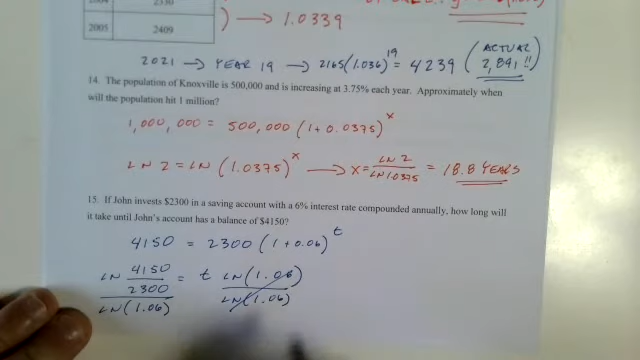 1.0339
2005 2409
2021 → YEAR 19 → 2165(1.036)^19 = 4239 (ACTUAL 2,891!!)
14. The population of Knoxville is 500,000 and is increasing at 3.75% each year. Approximately when
will the population hit 1 million?
1,000,000 = 500,000 (1+0.0375)^x
LN 2 = LN (1.0375)^x → x = LN 2 / LN 1.0375 = 18.8 YEARS
15. If John invests $2300 in a saving account with a 6% interest rate compounded annually, how long will
it take until John's account has a balance of $4150?
4150 = 2300 (1+0.06)^t
LN 4150/2300 = t LN(1.06)
LN(1.06) LN(1.06)